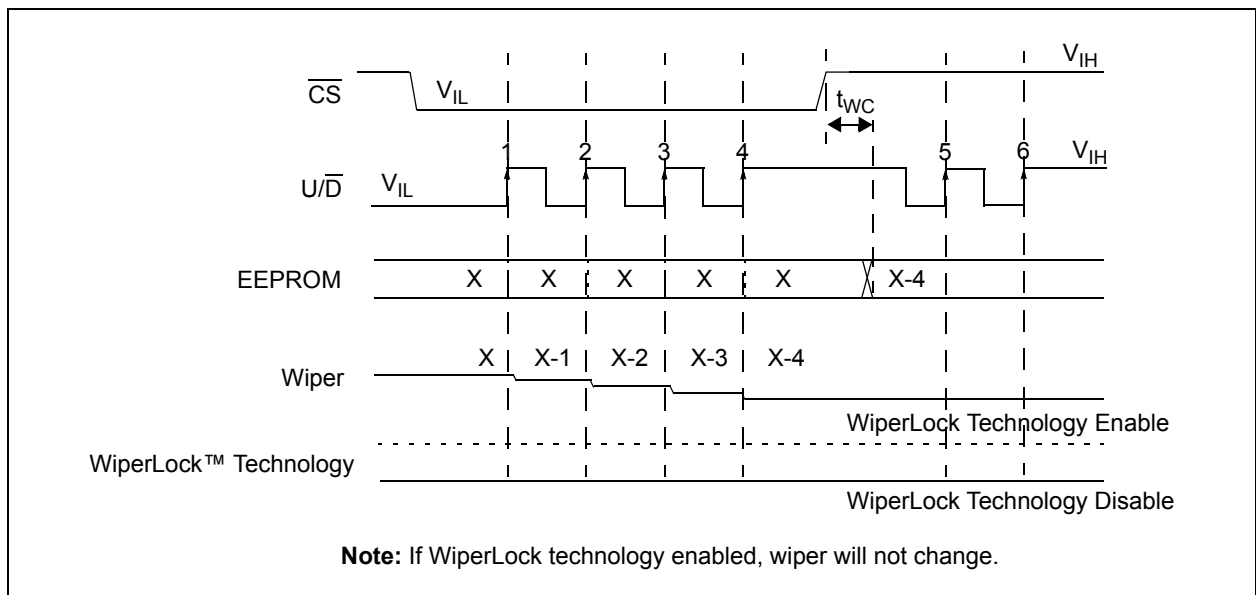 V_IH
CS
V_IL
t_WC
1 2 3 4 5 6
V_IH
U/D
V_IL
EEPROM X X X X X X-4
X X-1 X-2 X-3 X-4
Wiper
WiperLock Technology Enable
WiperLock™ Technology
WiperLock Technology Disable
Note: If WiperLock technology enabled, wiper will not change.